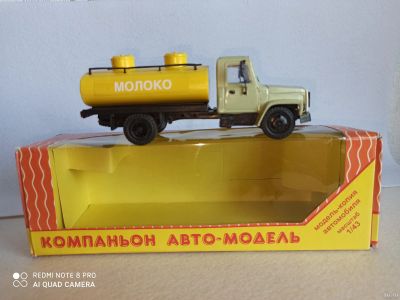 МОЛОКО
модель-копия
автомобиля
масштаб
1/43
КОМПАНЬОН АВТО-МОДЕЛЬ
REDMI NOTE 8 PRO
AI QUAD CAMERA